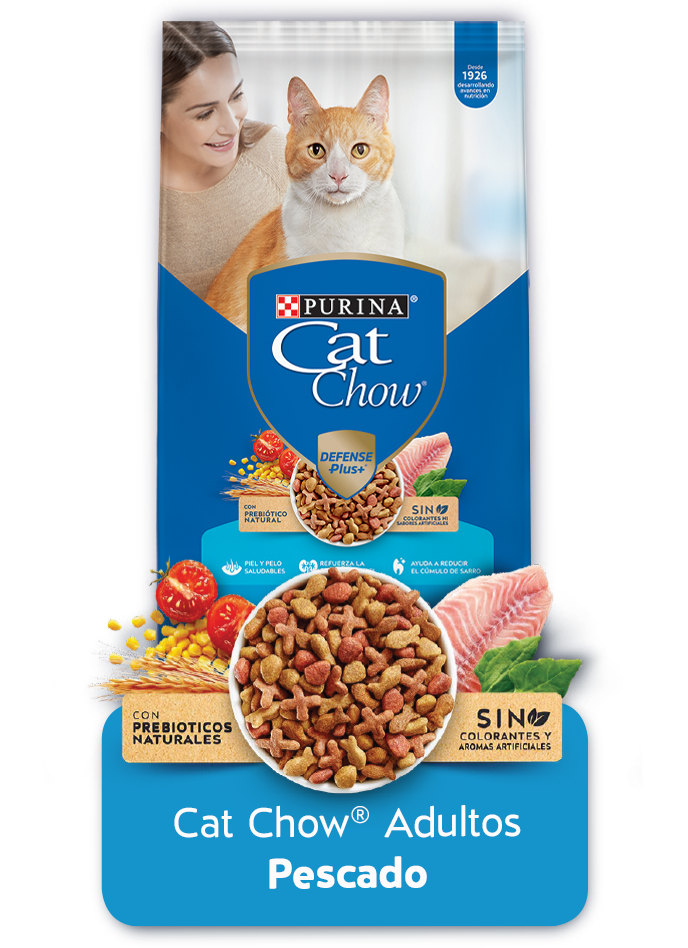 Desde
1926
desarrollando
avances en
nutrición
PURINA®
Cat
Chow®
DEFENSE
Plus+
CON
PREBIÓTICO
NATURAL
SIN
COLORANTES NI
SABORES ARTIFICIALES
PIEL Y PELO
SALUDABLES
REFUERZA LA
AYUDA A REDUCIR
EL CÚMULO DE SARRO
CON
PREBIOTICOS
NATURALES
SIN
COLORANTES Y
AROMAS ARTIFICIALES
Cat Chow® Adultos
Pescado